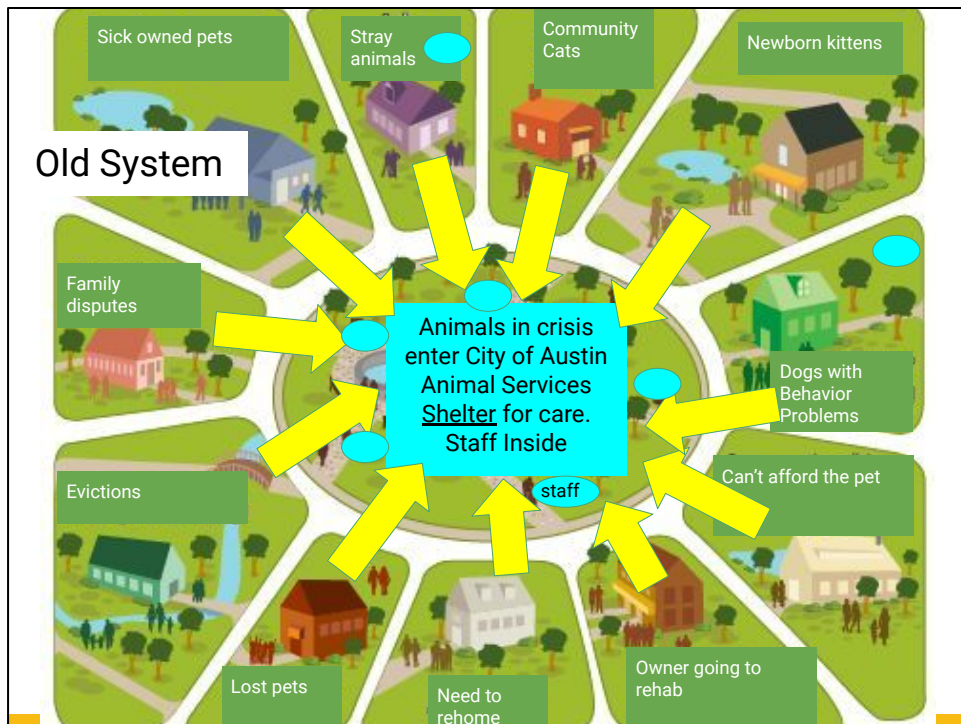 Sick owned pets
Stray
animals
Community
Cats
Newborn kittens
Old System
Family
disputes
Animals in crisis
enter City of Austin
Animal Services
Shelter for care.
Staff Inside
Dogs with
Behavior
Problems
Can't afford the pet
Evictions
staff
Lost pets
Need to
rehome
Owner going to
rehab